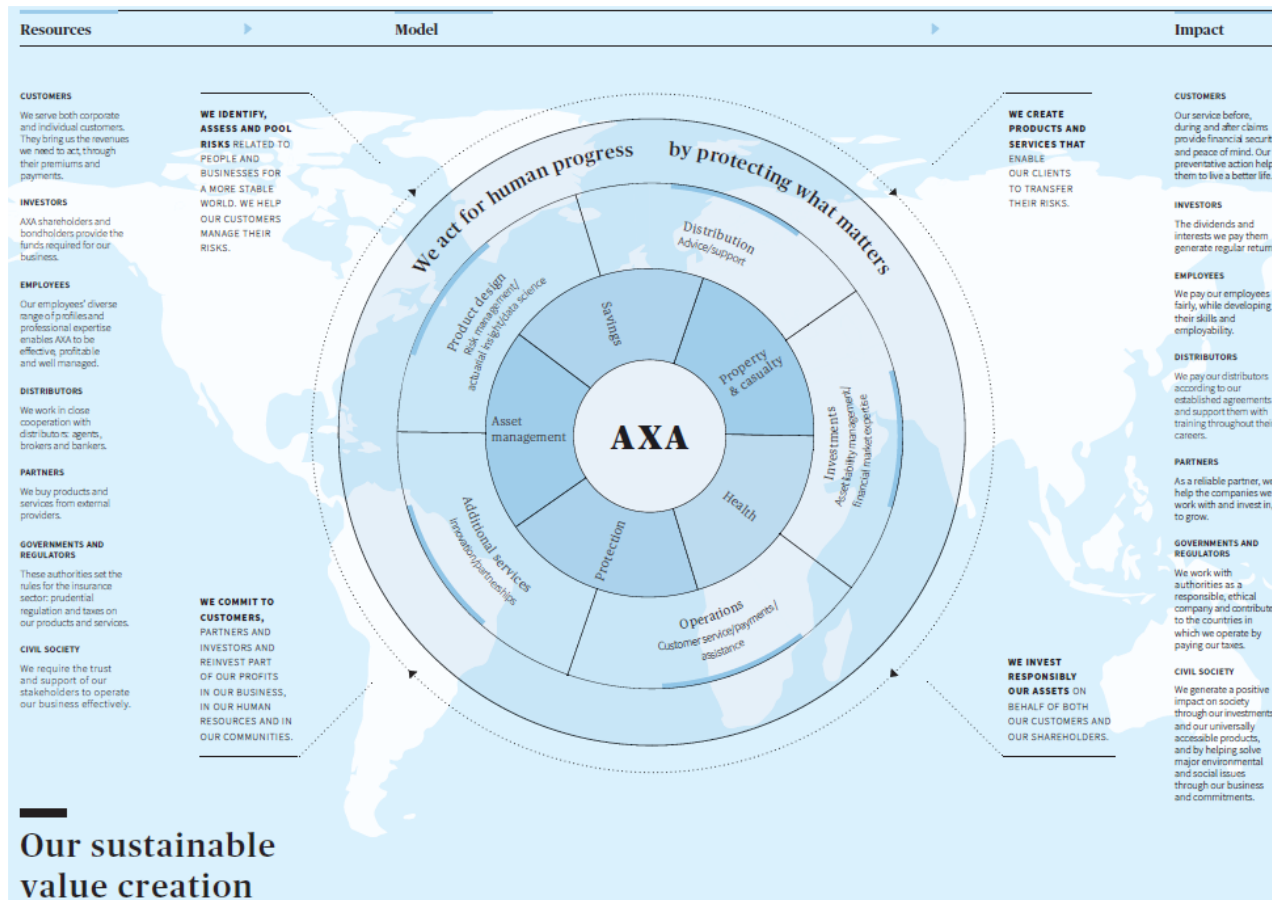 Resources
Model
Impact
CUSTOMERS
We serve both corporate
and individual customers.
They bring us the revenues
we need to act, through
their premiums and
payments.
INVESTORS
AXA shareholders and
bondholders provide the
funds required for our
business.
EMPLOYEES
Our employees' diverse
range of profiles and
professional expertise
enables AXA to be
effective, profitable
and well managed.
DISTRIBUTORS
We work in close
cooperation with
distributors: agents,
brokers and bankers.
PARTNERS
We buy products and
services from external
providers.
GOVERNMENTS AND
REGULATORS
These authorities set the
rules for the insurance
sector: prudential
regulation and taxes on
our products and services.
CIVIL SOCIETY
We require the trust
and support of our
stakeholders to operate
our business effectively.
WE IDENTIFY,
ASSESS AND POOL
RISKS RELATED TO
PEOPLE AND
BUSINESSES FOR
A MORE STABLE
WORLD. WE HELP
OUR CUSTOMERS
MANAGE THEIR
RISKS.
WE COMMIT TO
CUSTOMERS,
PARTNERS AND
INVESTORS AND
REINVEST PART
OF OUR PROFITS
IN OUR BUSINESS,
IN OUR HUMAN
RESOURCES AND IN
OUR COMMUNITIES.
We act for human progress by protecting what matters
Product design
Risk management/
actuarial insight/data science
Distribution
Advice/support
Investments
Asset liability management/
financial market expertise
Operations
Customer service/payments/
assistance
Additional services
Innovation/partnerships
Savings
Property
& casualty
Health
Protection
Asset
management
AXA
WE CREATE
PRODUCTS AND
SERVICES THAT
ENABLE
OUR CLIENTS
TO TRANSFER
THEIR RISKS.
WE INVEST
RESPONSIBLY
OUR ASSETS ON
BEHALF OF BOTH
OUR CUSTOMERS AND
OUR SHAREHOLDERS.
CUSTOMERS
Our service before,
during and after claims
provide financial securit
and peace of mind. Our
preventative action help
them to live a better life.
INVESTORS
The dividends and
interests we pay them
generate regular return
EMPLOYEES
We pay our employees
fairly, while developing
their skills and
employability.
DISTRIBUTORS
We pay our distributors
according to our
established agreements
and support them with
training throughout their
careers.
PARTNERS
As a reliable partner, we
help the companies we
work with and invest in,
to grow.
GOVERNMENTS AND
REGULATORS
We work with
authorities as a
responsible, ethical
company and contribute
to the countries in
which we operate by
paying our taxes.
CIVIL SOCIETY
We generate a positive
impact on society
through our investments
and our universally
accessible products,
and by helping solve
major environmental
and social issues
through our business
and commitments.
Our sustainable
value creation